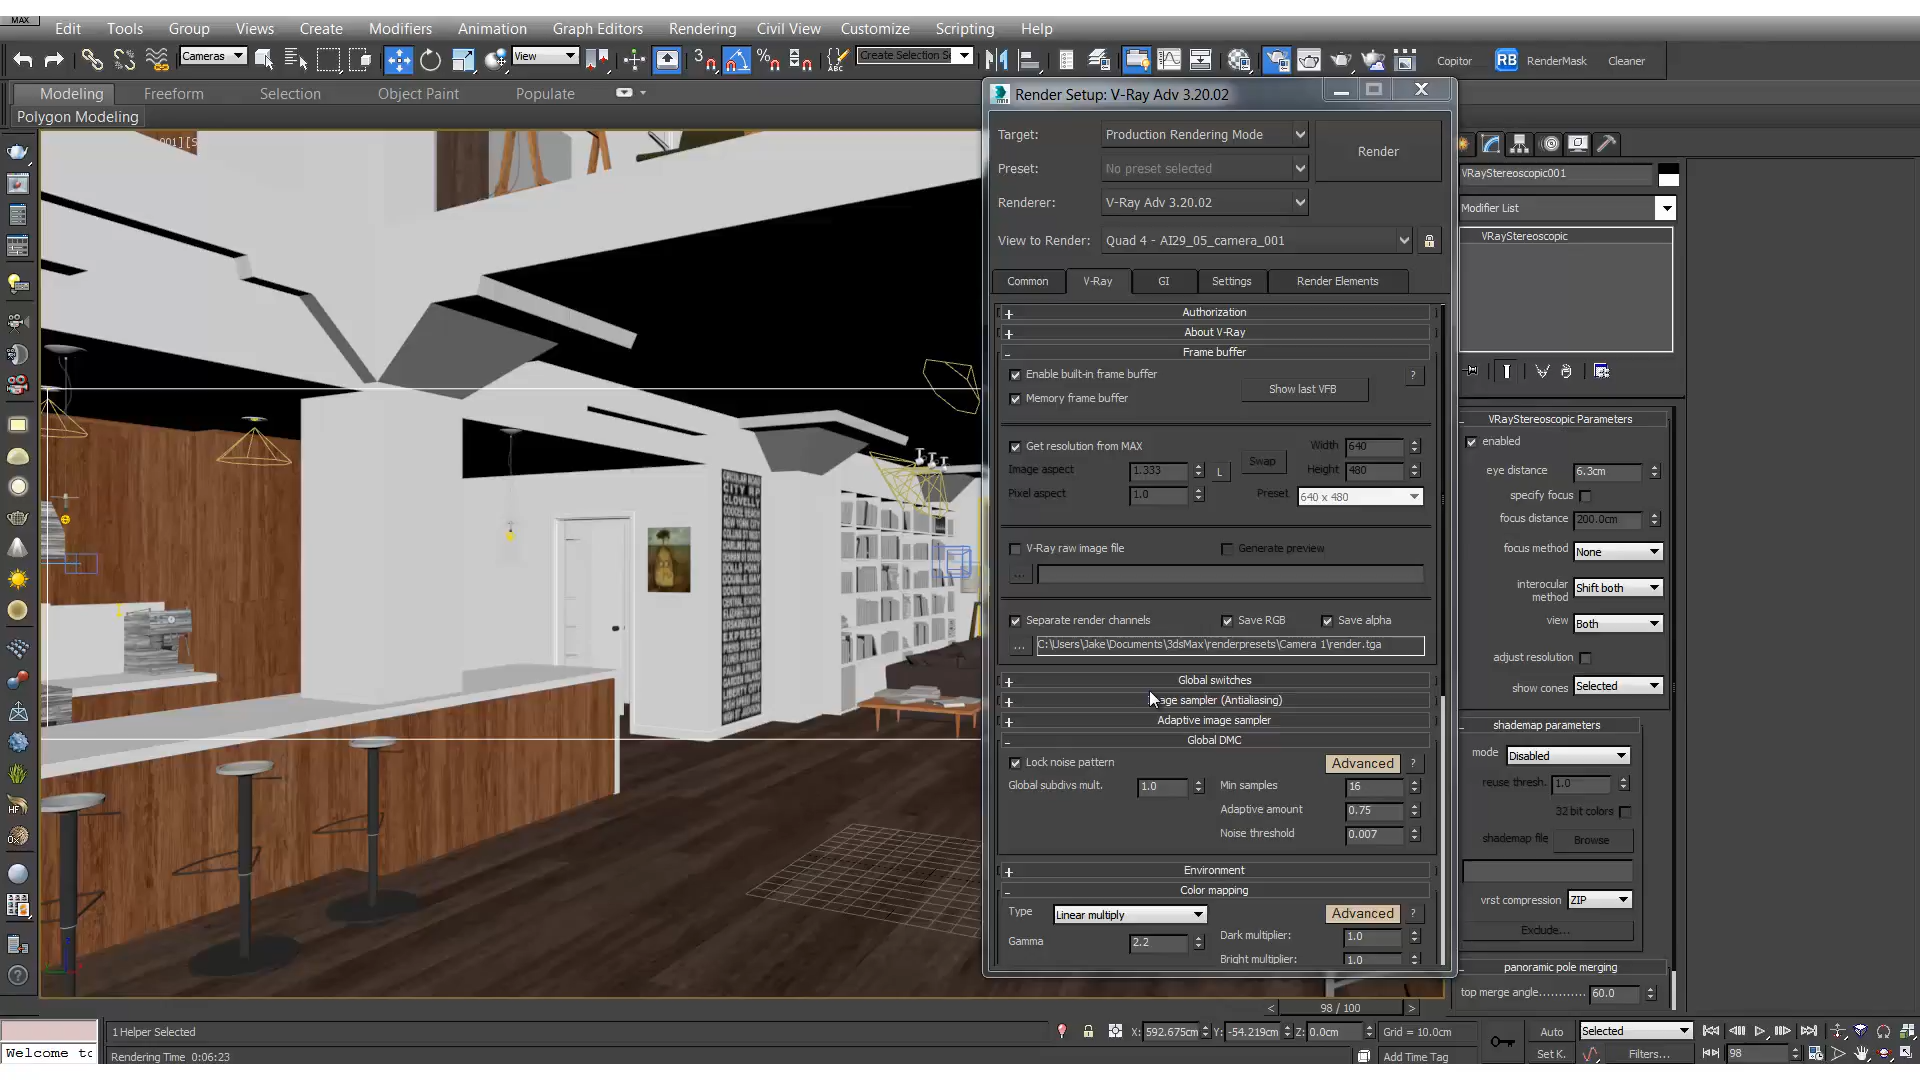 MAX
Edit Tools Group Views Create Modifiers Animation Graph Editors Rendering Civil View Customize Scripting Help
Cameras View Create Selection Se Copitor RB RenderMask Cleaner
Modeling Freeform Selection Object Paint Populate
Polygon Modeling
Render Setup: V-Ray Adv 3.20.02
Target: Production Rendering Mode
Render
Preset: No preset selected
Renderer: V-Ray Adv 3.20.02
View to Render: Quad 4 - AI29_05_camera_001
Common V-Ray GI Settings Render Elements
+ Authorization
+ About V-Ray
- Frame buffer
Enable built-in frame buffer ?
Show last VFB
Memory frame buffer
Get resolution from MAX Width 640
Swap
Image aspect 1.333 L Height 480
Pixel aspect 1.0 Preset 640 x 480
V-Ray raw image file Generate preview
...
Separate render channels Save RGB Save alpha
... C:\Users\Jake\Documents\3dsMax\renderpresets\Camera 1\render.tga
+ Global switches
+ age sampler (Antialiasing)
+ Adaptive image sampler
- Global DMC
Lock noise pattern Advanced ?
Global subdivs mult. 1.0 Min samples 16
Adaptive amount 0.75
Noise threshold 0.007
+ Environment
- Color mapping
Type Linear multiply Advanced ?
Gamma 2.2 Dark multiplier: 1.0
Bright multiplier: 1.0
VRayStereoscopic001
Modifier List
VRayStereoscopic
- VRayStereoscopic Parameters
enabled
eye distance 6.3cm
specify focus
focus distance 200.0cm
focus method None
interocular
method Shift both
view Both
adjust resolution
show cones Selected
- shademap parameters
mode Disabled
reuse thresh. 1.0
32 bit colors
shademap file Browse
vrst compression ZIP
Exclude...
- panoramic pole merging
top merge angle............ 60.0
CITY RD
< 98 / 100 >
1 Helper Selected X: 592.675cm Y: -54.219cm Z: 0.0cm Grid = 10.0cm Auto Selected
Welcome to Rendering Time 0:06:23 Add Time Tag Set K. Filters... 98